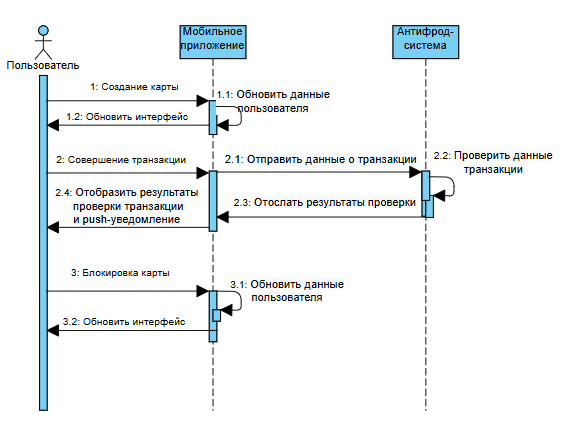 Мобильное
приложение
Антифрод-
система
Пользователь
1: Создание карты
1.1: Обновить данные
пользователя
1.2: Обновить интерфейс
2: Совершение транзакции
2.1: Отправить данные о транзакции
2.2: Проверить данные
транзакции
2.4: Отобразить результаты
проверки транзакции
и push-уведомление
2.3: Отослать результаты проверки
3: Блокировка карты
3.1: Обновить данные
пользователя
3.2: Обновить интерфейс